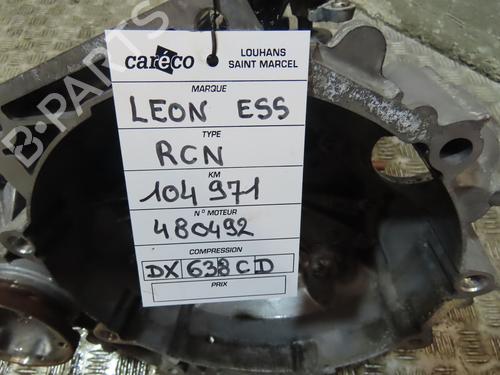 careco
LOUHANS
SAINT MARCEL
MARQUE
LEON ESS
TYPE
RCN
KM
104 971
N° MOTEUR
480492
COMPRESSION
DX 638 C D
PRIX
B-PARTS